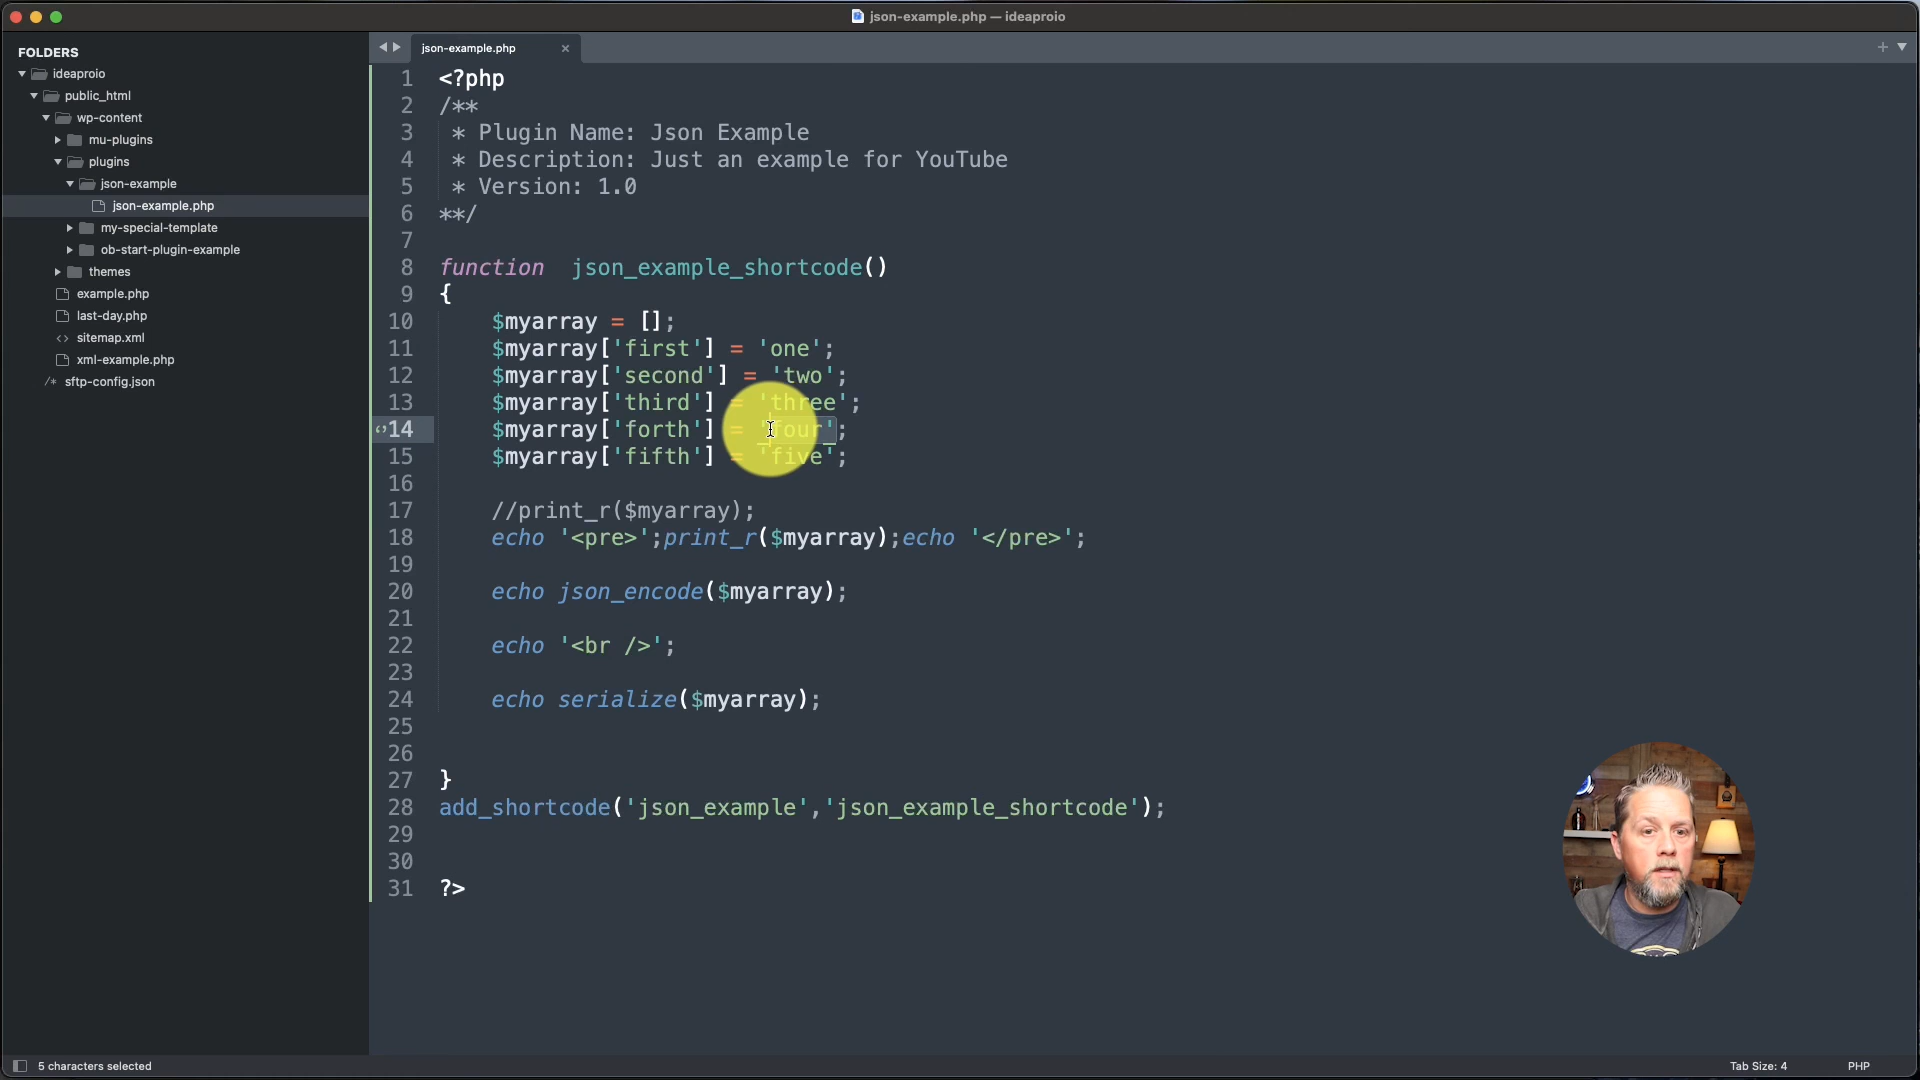 json-example.php — ideaproio
FOLDERS
ideaproio
public_html
wp-content
mu-plugins
plugins
json-example
json-example.php
my-special-template
ob-start-plugin-example
themes
example.php
last-day.php
<> sitemap.xml
xml-example.php
/* sftp-config.json
json-example.php ×
1 <?php
2 /**
3 * Plugin Name: Json Example
4 * Description: Just an example for YouTube
5 * Version: 1.0
6 **/
7
8 function json_example_shortcode()
9 {
10 $myarray = [];
11 $myarray['first'] = 'one';
12 $myarray['second'] = 'two';
13 $myarray['third'] = 'three';
14 $myarray['forth'] = 'four';
15 $myarray['fifth'] = 'five';
16
17 //print_r($myarray);
18 echo '<pre>';print_r($myarray);echo '</pre>';
19
20 echo json_encode($myarray);
21
22 echo '<br />';
23
24 echo serialize($myarray);
25
26
27 }
28 add_shortcode('json_example','json_example_shortcode');
29
30
31 ?>
5 characters selected
Tab Size: 4
PHP